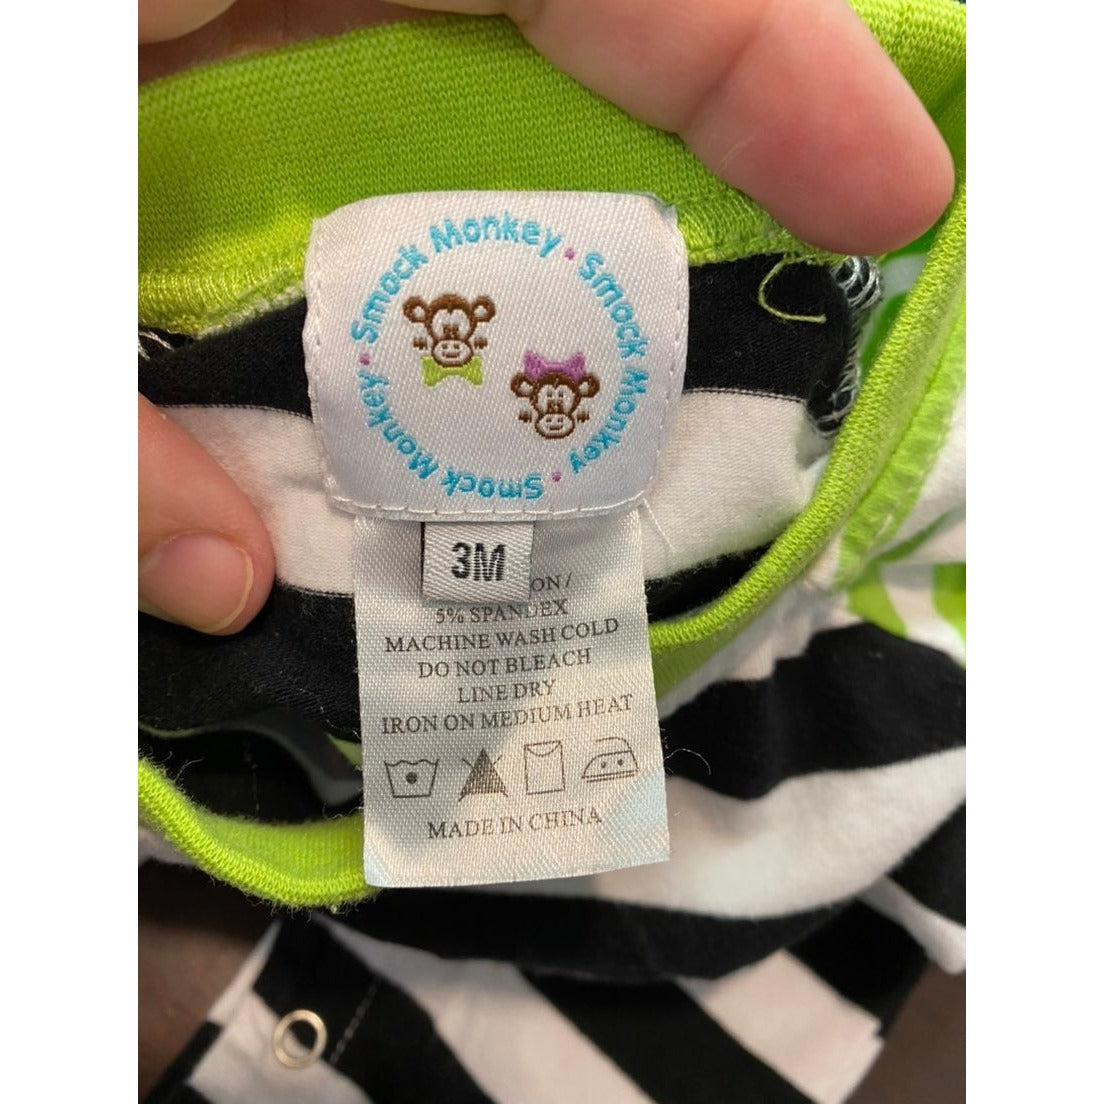 Smock Monkey • Smock Monkey • Smock Monkey •
3M
ON /
5% SPANDEX
MACHINE WASH COLD
DO NOT BLEACH
LINE DRY
IRON ON MEDIUM HEAT
MADE IN CHINA